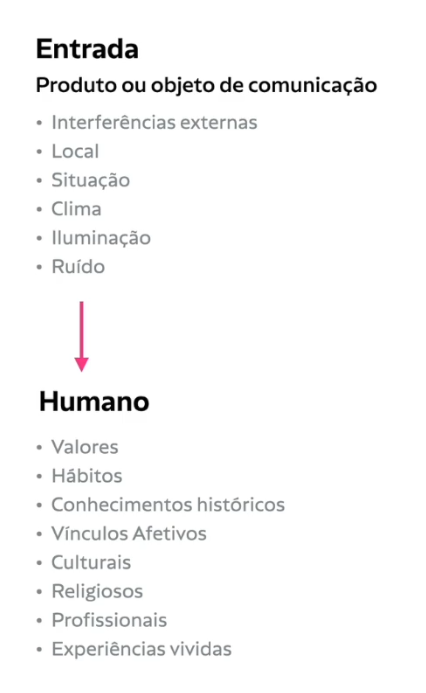 Entrada
Produto ou objeto de comunicação
• Interferências externas
• Local
• Situação
• Clima
• Iluminação
• Ruído
Humano
• Valores
• Hábitos
• Conhecimentos históricos
• Vínculos Afetivos
• Culturais
• Religiosos
• Profissionais
• Experiências vividas